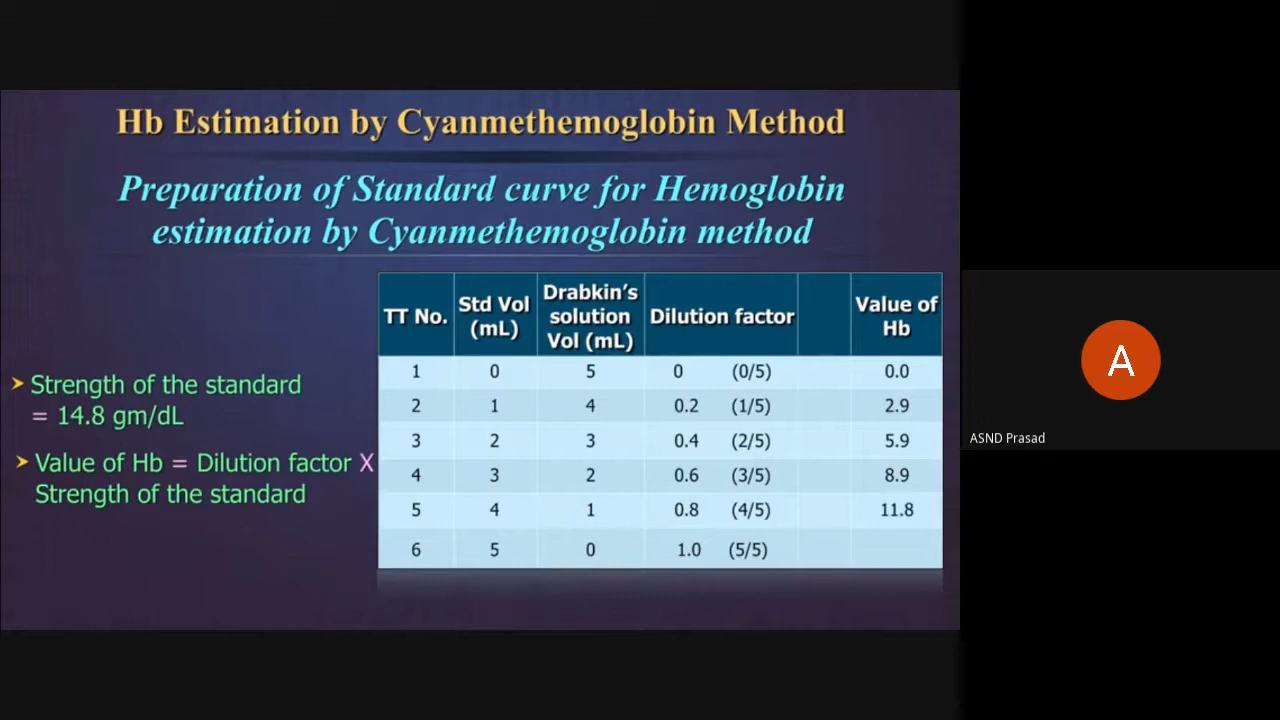 Hb Estimation by Cyanmethemoglobin Method
Preparation of Standard curve for Hemoglobin
estimation by Cyanmethemoglobin method
➤ Strength of the standard
= 14.8 gm/dL
➤ Value of Hb = Dilution factor X
Strength of the standard
TT No. Std Vol (mL) Drabkin's solution Vol (mL) Dilution factor Value of Hb
1 0 5 0 (0/5) 0.0
2 1 4 0.2 (1/5) 2.9
3 2 3 0.4 (2/5) 5.9
4 3 2 0.6 (3/5) 8.9
5 4 1 0.8 (4/5) 11.8
6 5 0 1.0 (5/5)
A
ASND Prasad